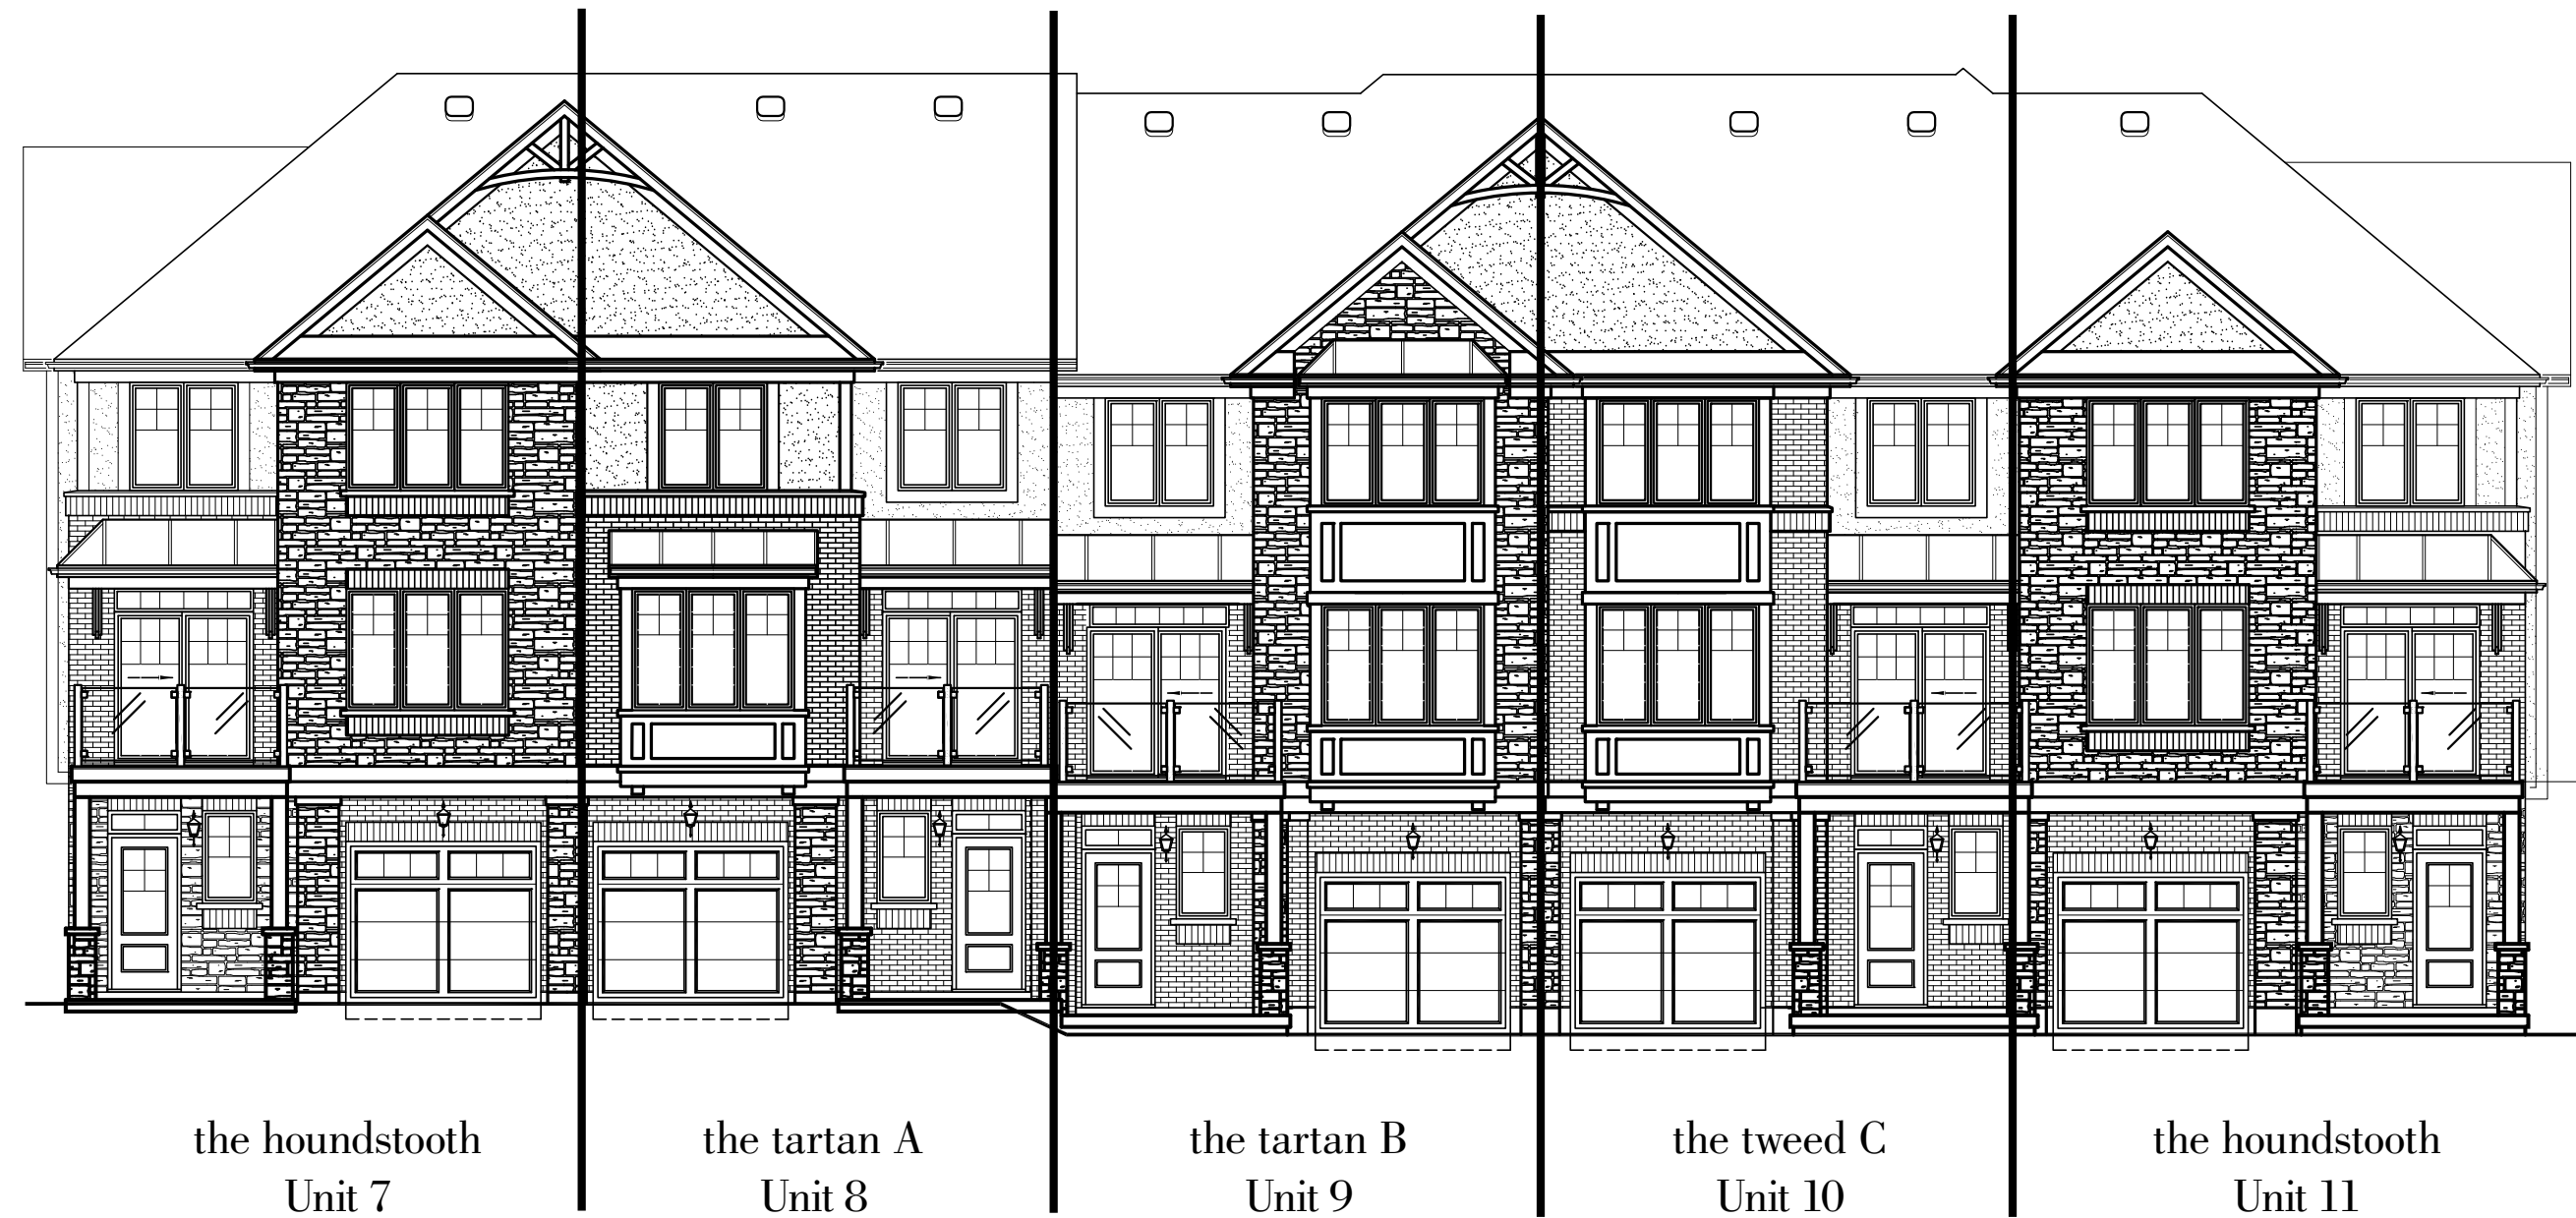 the houndstooth
Unit 7
the tartan A
Unit 8
the tartan B
Unit 9
the tweed C
Unit 10
the houndstooth
Unit 11